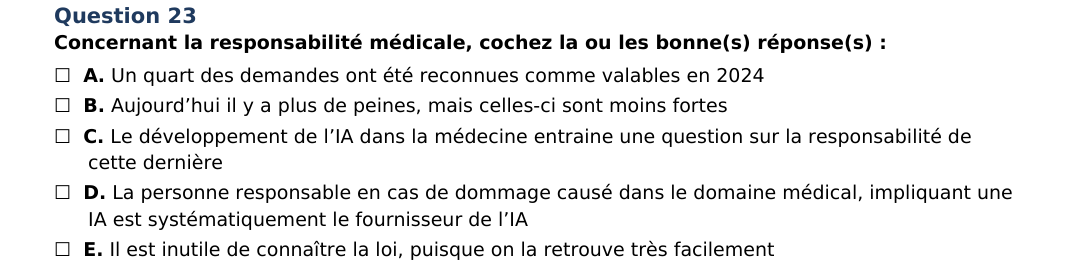 Question 23
Concernant la responsabilité médicale, cochez la ou les bonne(s) réponse(s) :
☐ A. Un quart des demandes ont été reconnues comme valables en 2024
☐ B. Aujourd’hui il y a plus de peines, mais celles-ci sont moins fortes
☐ C. Le développement de l’IA dans la médecine entraine une question sur la responsabilité de
cette dernière
☐ D. La personne responsable en cas de dommage causé dans le domaine médical, impliquant une
IA est systématiquement le fournisseur de l’IA
☐ E. Il est inutile de connaître la loi, puisque on la retrouve très facilement